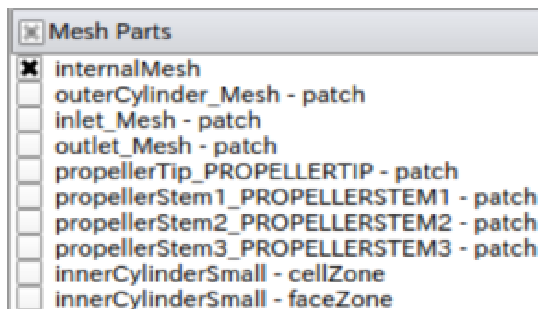 Mesh Parts
internalMesh
outerCylinder_Mesh - patch
inlet_Mesh - patch
outlet_Mesh - patch
propellerTip_PROPELLERTIP - patch
propellerStem1_PROPELLERSTEM1 - patch
propellerStem2_PROPELLERSTEM2 - patch
propellerStem3_PROPELLERSTEM3 - patch
innerCylinderSmall - cellZone
innerCylinderSmall - faceZone